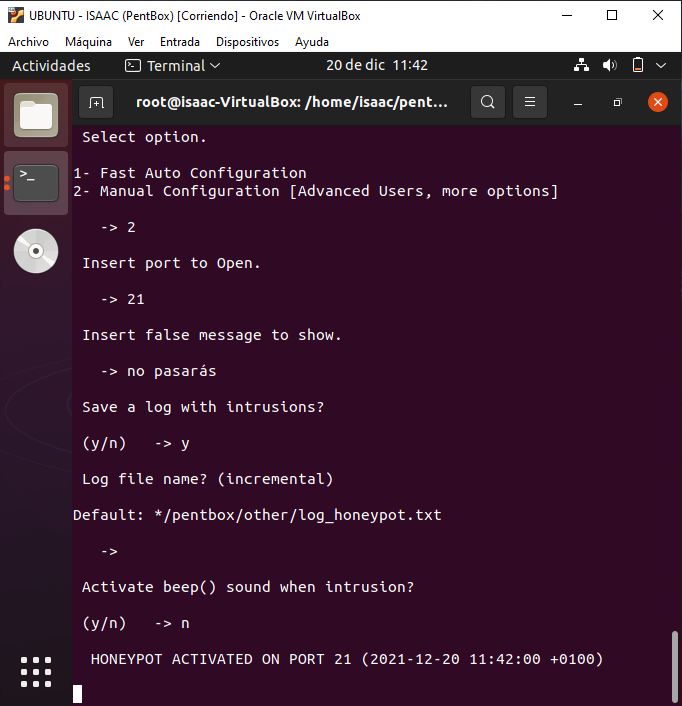 UBUNTU - ISAAC (PentBox) [Corriendo] - Oracle VM VirtualBox
Archivo Máquina Ver Entrada Dispositivos Ayuda
Actividades Terminal 20 de dic 11:42
root@isaac-VirtualBox: /home/isaac/pent...
Select option.
1- Fast Auto Configuration
2- Manual Configuration [Advanced Users, more options]
-> 2
Insert port to Open.
-> 21
Insert false message to show.
-> no pasarás
Save a log with intrusions?
(y/n) -> y
Log file name? (incremental)
Default: */pentbox/other/log_honeypot.txt
->
Activate beep() sound when intrusion?
(y/n) -> n
HONEYPOT ACTIVATED ON PORT 21 (2021-12-20 11:42:00 +0100)